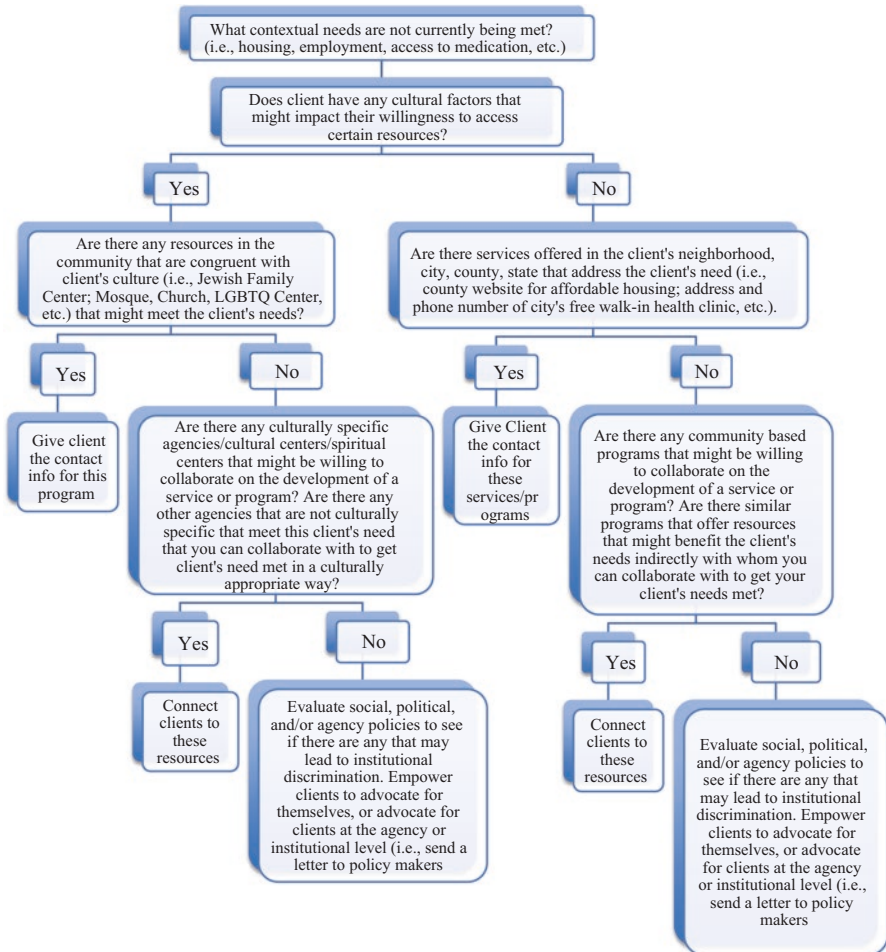 What contextual needs are not currently being met?
(i.e., housing, employment, access to medication, etc.)
Does client have any cultural factors that
might impact their willingness to access
certain resources?
Yes
No
Are there any resources in the
community that are congruent with
client's culture (i.e., Jewish Family
Center; Mosque, Church, LGBTQ Center,
etc.) that might meet the client's needs?
Are there services offered in the client's neighborhood,
city, county, state that address the client's need (i.e.,
county website for affordable housing; address and
phone number of city's free walk-in health clinic, etc.).
Yes
No
Yes
No
Give client
the contact
info for this
program
Are there any culturally specific
agencies/cultural centers/spiritual
centers that might be willing to
collaborate on the development of a
service or program? Are there any
other agencies that are not culturally
specific that meet this client's need
that you can collaborate with to get
client's need met in a culturally
appropriate way?
Give Client
the contact
info for
these
services/pr
ograms
Are there any community based
programs that might be willing
to collaborate on the
development of a service or
program? Are there similar
programs that offer resources
that might benefit the client's
needs indirectly with whom you
can collaborate with to get your
client's needs met?
Yes
No
Yes
No
Connect
clients to
these
resources
Evaluate social, political,
and/or agency policies to see
if there are any that may
lead to institutional
discrimination. Empower
clients to advocate for
themselves, or advocate for
clients at the agency or
institutional level (i.e., send a
letter to policy makers
Connect
clients to
these
resources
Evaluate social, political,
and/or agency policies to
see if there are any that
may lead to institutional
discrimination. Empower
clients to advocate for
themselves, or advocate
for clients at the agency
or institutional level (i.e.,
send a letter to policy
makers